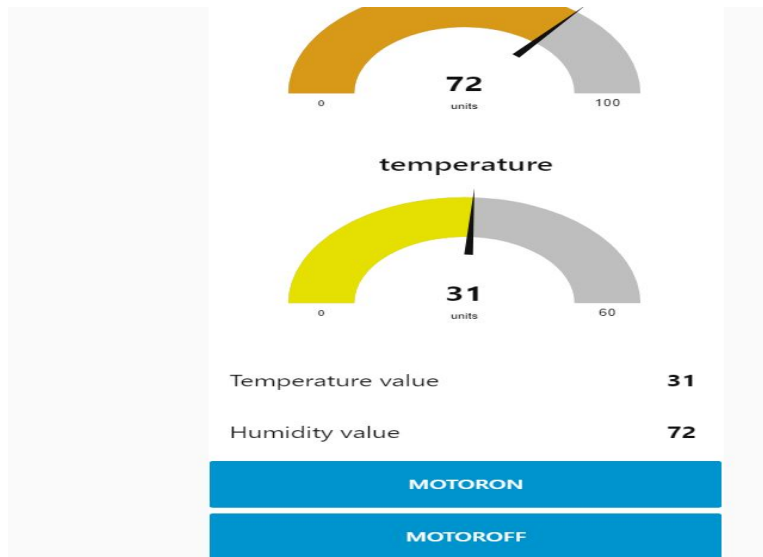 72
units
0 100
temperature
31
units
0 60
Temperature value 31
Humidity value 72
MOTORON
MOTOROFF